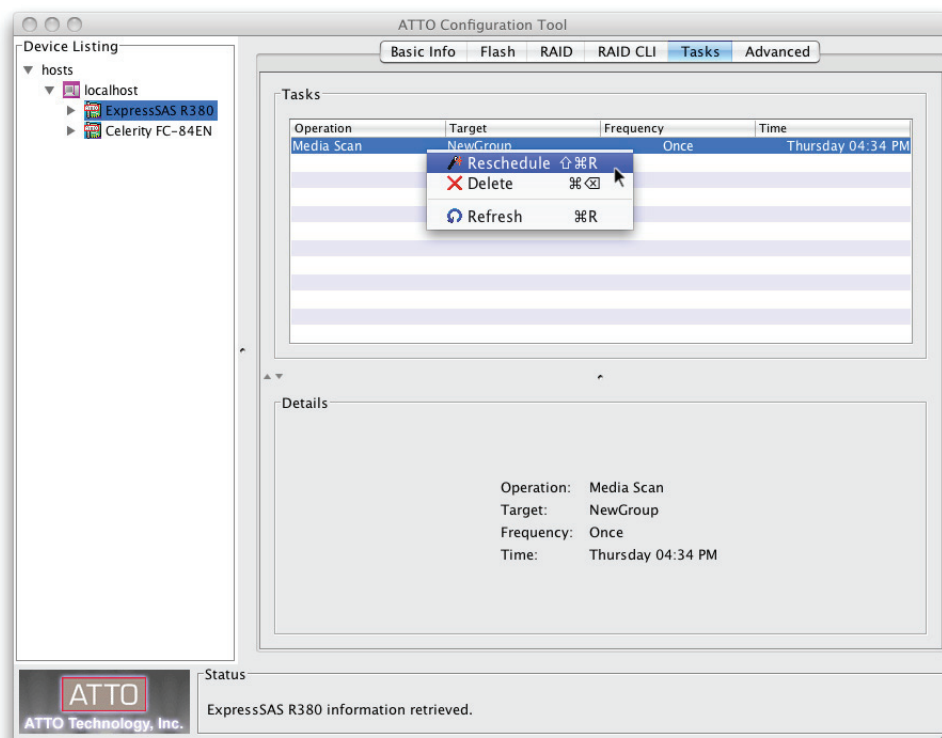 ATTO Configuration Tool
Device Listing
hosts
localhost
ExpressSAS R380
Celerity FC-84EN
Basic Info Flash RAID RAID CLI Tasks Advanced
Tasks
Operation Target Frequency Time
Media Scan NewGroup Once Thursday 04:34 PM
Reschedule ⇧⌘R
Delete ⌘⌫
Refresh ⌘R
Details
Operation: Media Scan
Target: NewGroup
Frequency: Once
Time: Thursday 04:34 PM
ATTO
ATTO Technology, Inc.
Status
ExpressSAS R380 information retrieved.